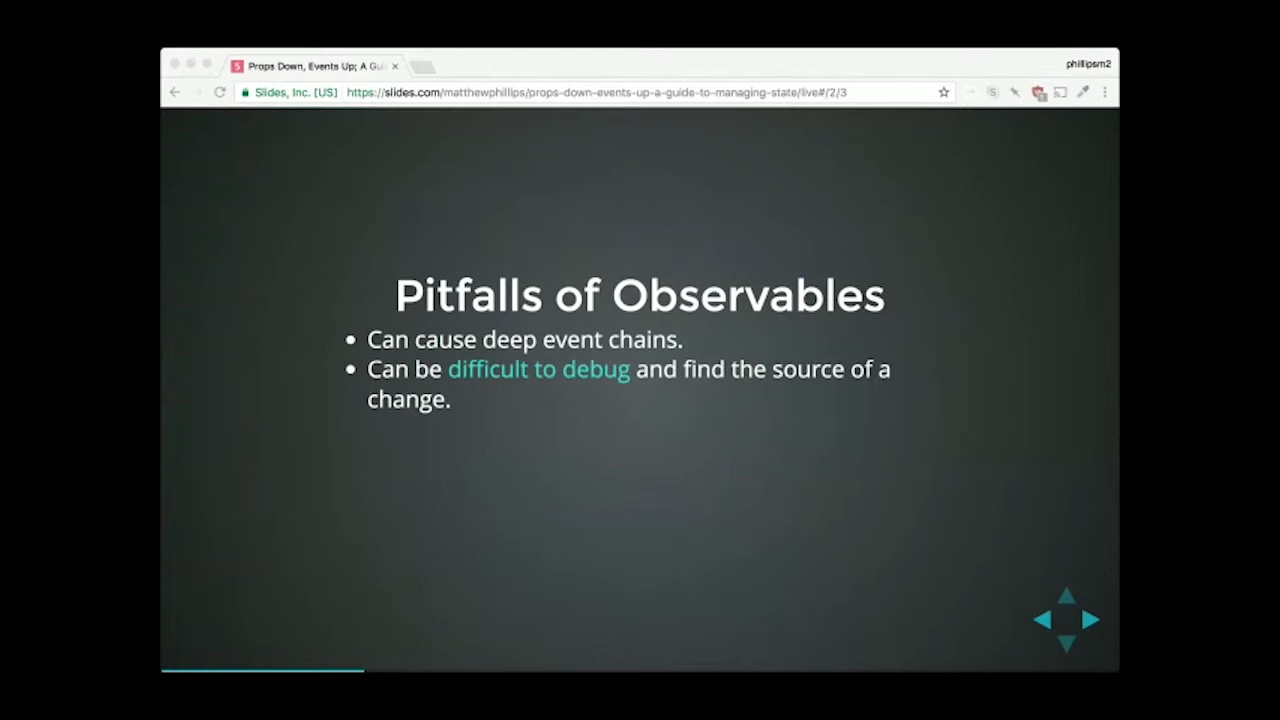 Props Down, Events Up; A Gu
phillipsm2
Slides, Inc. [US] https://slides.com/matthewphillips/props-down-events-up-a-guide-to-managing-state/live#/2/3
Pitfalls of Observables
• Can cause deep event chains.
• Can be difficult to debug and find the source of a
change.